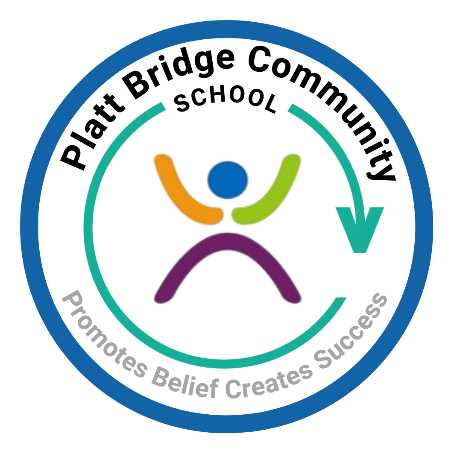 Platt Bridge Community
SCHOOL
Promotes Belief Creates Success